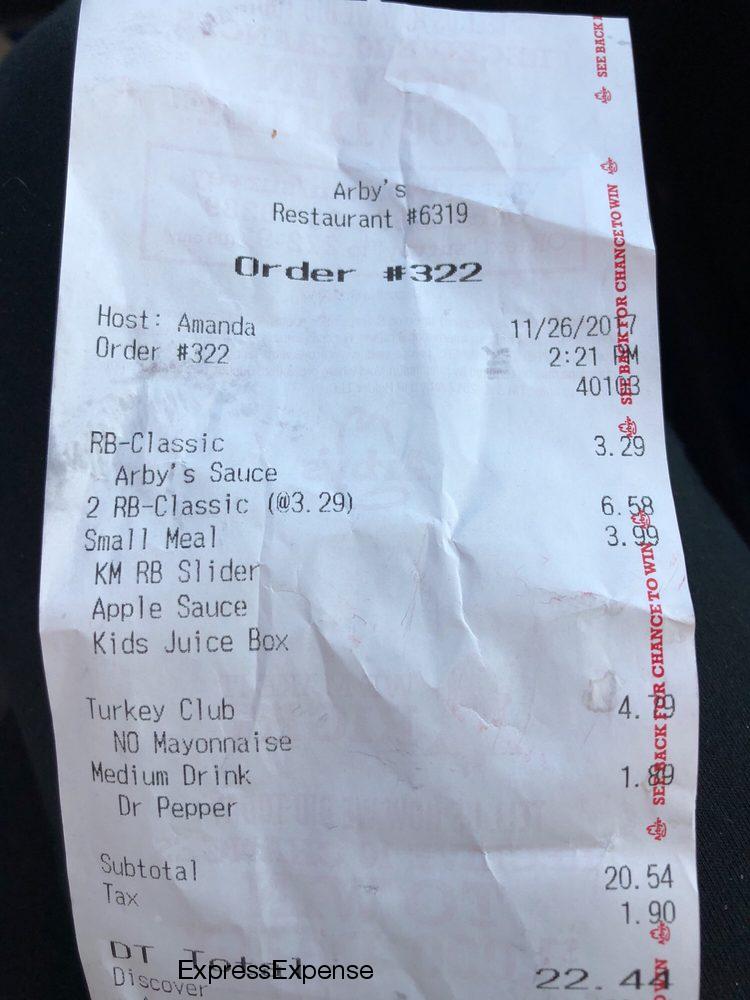 Arby's
Restaurant #6319
Order #322
Host: Amanda 11/26/2017
Order #322 2:21 PM
40103
RB-Classic 3.29
Arby's Sauce
2 RB-Classic (@3.29) 6.58
Small Meal 3.99
KM RB Slider
Apple Sauce
Kids Juice Box
Turkey Club 4.79
NO Mayonnaise
Medium Drink 1.89
Dr Pepper
Subtotal 20.54
Tax 1.90
DT Total 22.44
Discover
ExpressExpense
SEE BACK
SEE BACK FOR CHANCE TO WIN
SEE BACK FOR CHANCE TO WIN
WIN